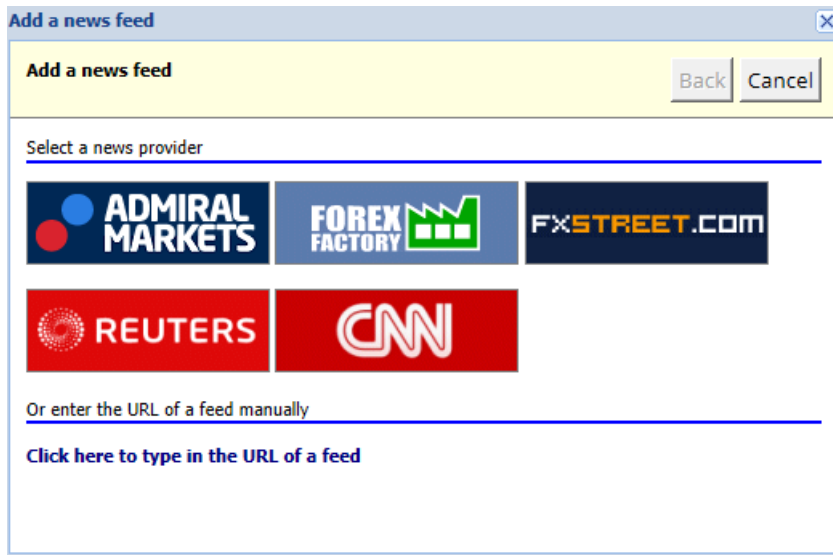 Add a news feed
Add a news feed
Back Cancel
Select a news provider
ADMIRAL
MARKETS
FOREX
FACTORY
FXSTREET.COM
REUTERS
CNN
Or enter the URL of a feed manually
Click here to type in the URL of a feed